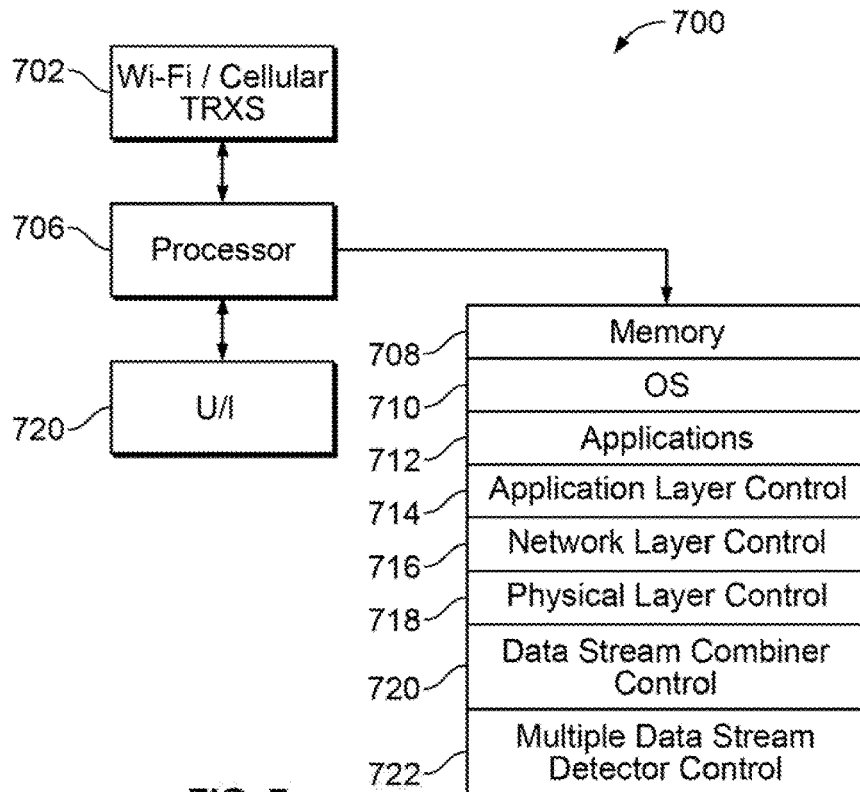 700
702
Wi-Fi / Cellular
TRXS
706
Processor
720
U/I
708
Memory
710
OS
712
Applications
714
Application Layer Control
716
Network Layer Control
718
Physical Layer Control
720
Data Stream Combiner
Control
722
Multiple Data Stream
Detector Control